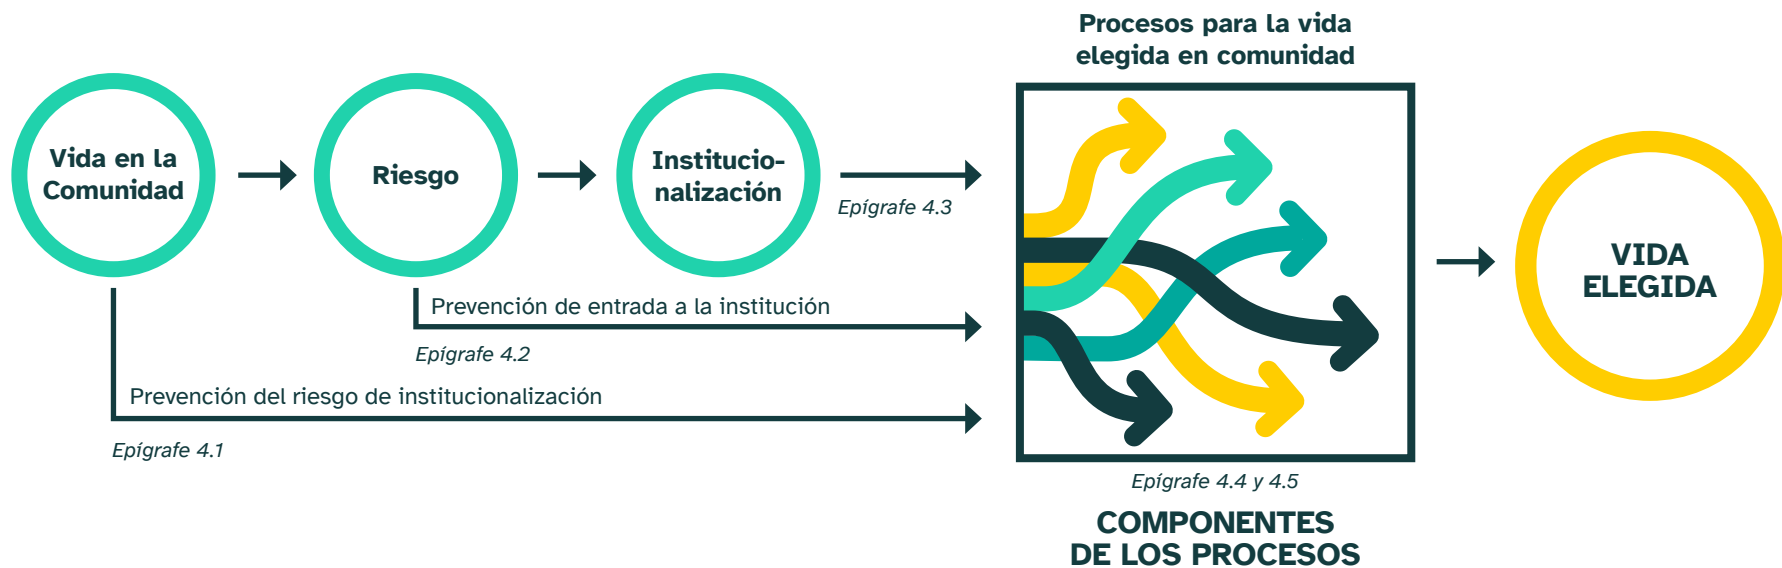 Vida en la
Comunidad
Riesgo
Institucio-
nalización
Epígrafe 4.3
Prevención de entrada a la institución
Epígrafe 4.2
Prevención del riesgo de institucionalización
Epígrafe 4.1
Procesos para la vida
elegida en comunidad
Epígrafe 4.4 y 4.5
COMPONENTES
DE LOS PROCESOS
VIDA
ELEGIDA